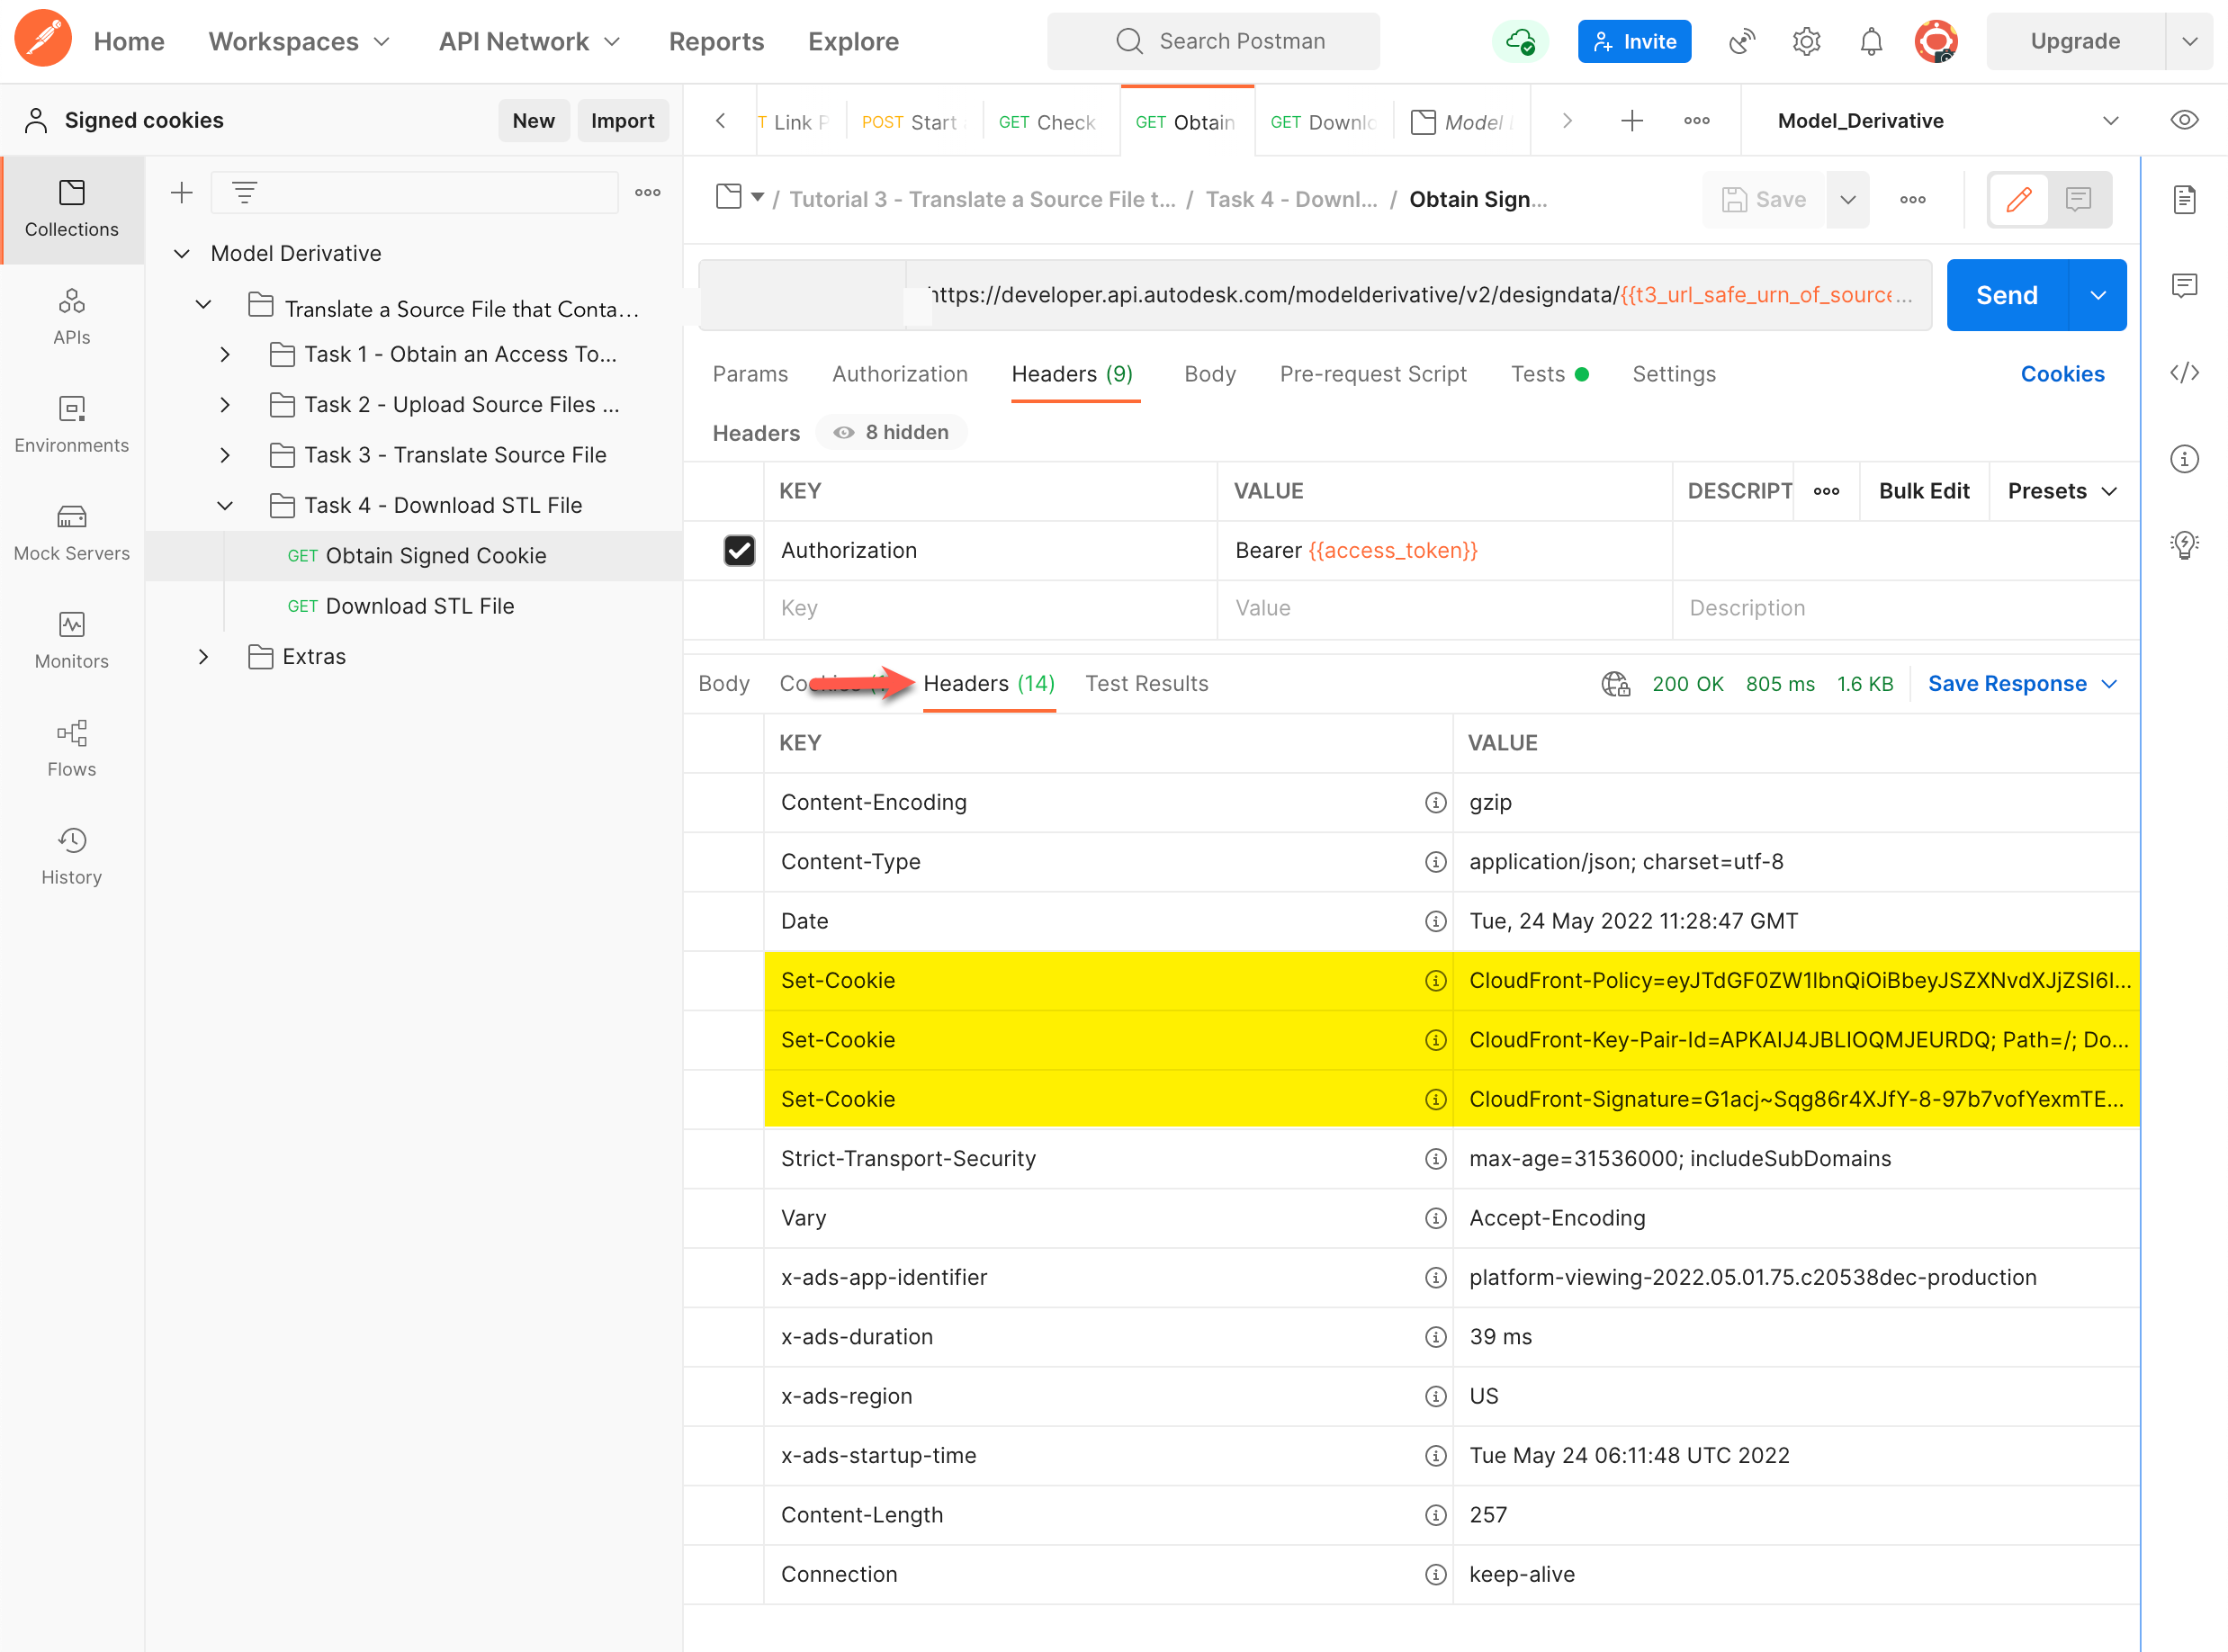 Home Workspaces API Network Reports Explore Search Postman Invite Upgrade
Signed cookies New Import
T Link P POST Start GET Check GET Obtain GET Downlo Model Model_Derivative
Collections
APIs
Environments
Mock Servers
Monitors
Flows
History
Model Derivative
Translate a Source File that Conta...
Task 1 - Obtain an Access To...
Task 2 - Upload Source Files ...
Task 3 - Translate Source File
Task 4 - Download STL File
GET Obtain Signed Cookie
GET Download STL File
Extras
/ Tutorial 3 - Translate a Source File t... / Task 4 - Downl... / Obtain Sign... Save
https://developer.api.autodesk.com/modelderivative/v2/designdata/{{t3_url_safe_urn_of_source... Send
Params Authorization Headers (9) Body Pre-request Script Tests Settings Cookies
Headers 8 hidden
KEY VALUE DESCRIPT Bulk Edit Presets
Authorization Bearer {{access_token}}
Key Value Description
Body Headers (14) Test Results 200 OK 805 ms 1.6 KB Save Response
KEY VALUE
Content-Encoding gzip
Content-Type application/json; charset=utf-8
Date Tue, 24 May 2022 11:28:47 GMT
Set-Cookie CloudFront-Policy=eyJTdGF0ZW1lbnQiOiBbeyJSZXNvdXJjZSI6I...
Set-Cookie CloudFront-Key-Pair-Id=APKAIJ4JBLIOQMJEURDQ; Path=/; Do...
Set-Cookie CloudFront-Signature=G1acj~Sqg86r4XJfY-8-97b7vofYexmTE...
Strict-Transport-Security max-age=31536000; includeSubDomains
Vary Accept-Encoding
x-ads-app-identifier platform-viewing-2022.05.01.75.c20538dec-production
x-ads-duration 39 ms
x-ads-region US
x-ads-startup-time Tue May 24 06:11:48 UTC 2022
Content-Length 257
Connection keep-alive